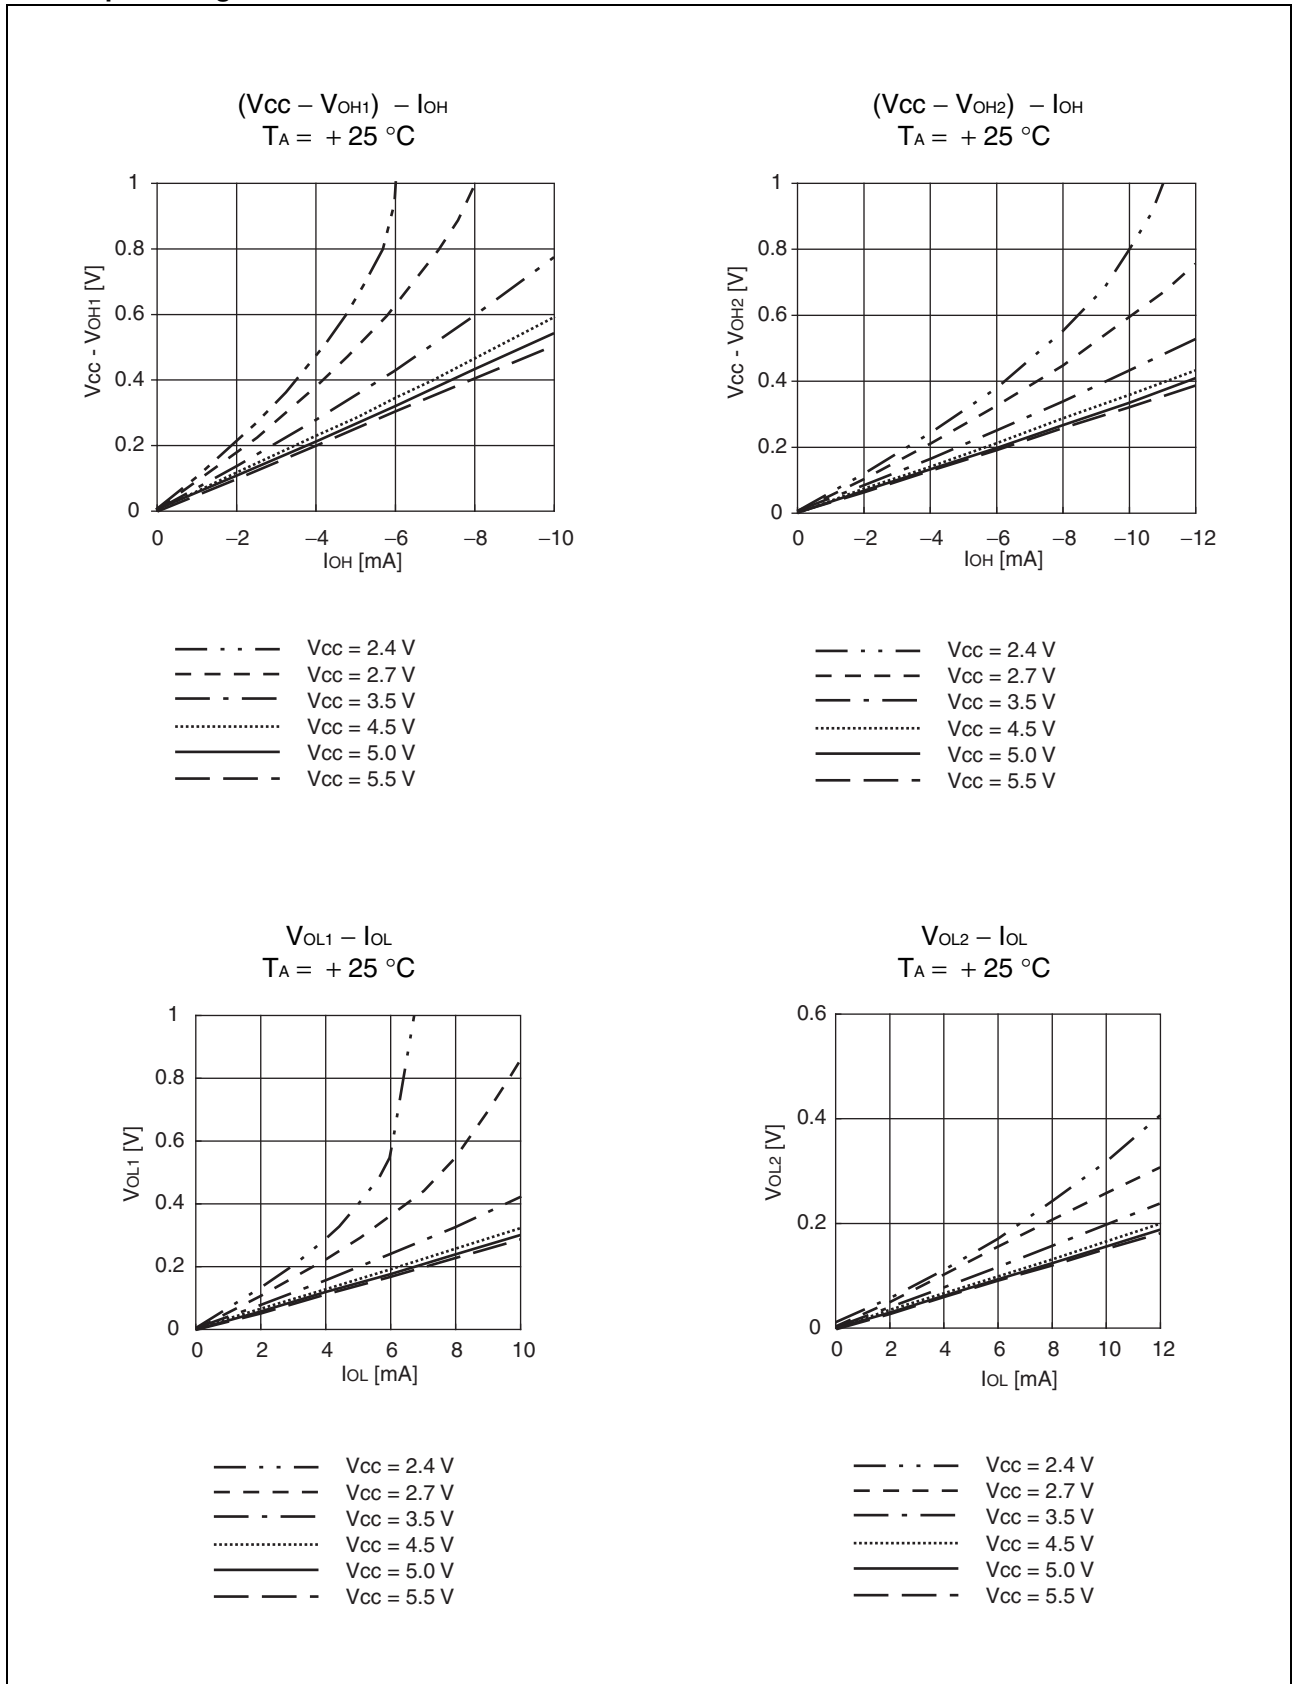 (Vcc – VOH1) – IOH
TA = + 25 °C
1
0.8
0.6
0.4
0.2
0
Vcc - VOH1 [V]
0 –2 –4 –6 –8 –10
IOH [mA]
Vcc = 2.4 V
Vcc = 2.7 V
Vcc = 3.5 V
Vcc = 4.5 V
Vcc = 5.0 V
Vcc = 5.5 V
(Vcc – VOH2) – IOH
TA = + 25 °C
1
0.8
0.6
0.4
0.2
0
Vcc - VOH2 [V]
0 –2 –4 –6 –8 –10 –12
IOH [mA]
Vcc = 2.4 V
Vcc = 2.7 V
Vcc = 3.5 V
Vcc = 4.5 V
Vcc = 5.0 V
Vcc = 5.5 V
VOL1 – IOL
TA = + 25 °C
1
0.8
0.6
0.4
0.2
0
VOL1 [V]
0 2 4 6 8 10
IOL [mA]
Vcc = 2.4 V
Vcc = 2.7 V
Vcc = 3.5 V
Vcc = 4.5 V
Vcc = 5.0 V
Vcc = 5.5 V
VOL2 – IOL
TA = + 25 °C
0.6
0.4
0.2
0
VOL2 [V]
0 2 4 6 8 10 12
IOL [mA]
Vcc = 2.4 V
Vcc = 2.7 V
Vcc = 3.5 V
Vcc = 4.5 V
Vcc = 5.0 V
Vcc = 5.5 V